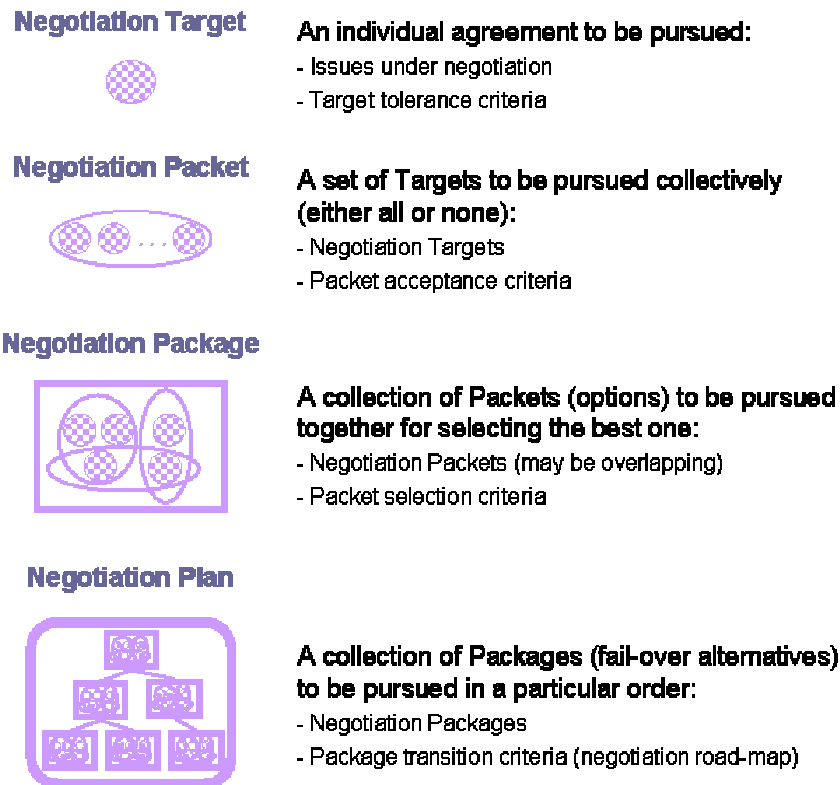 Negotiation Target
An individual agreement to be pursued:
- Issues under negotiation
- Target tolerance criteria
Negotiation Packet
A set of Targets to be pursued collectively
(either all or none):
- Negotiation Targets
- Packet acceptance criteria
...
Negotiation Package
A collection of Packets (options) to be pursued
together for selecting the best one:
- Negotiation Packets (may be overlapping)
- Packet selection criteria
Negotiation Plan
A collection of Packages (fail-over alternatives)
to be pursued in a particular order:
- Negotiation Packages
- Package transition criteria (negotiation road-map)